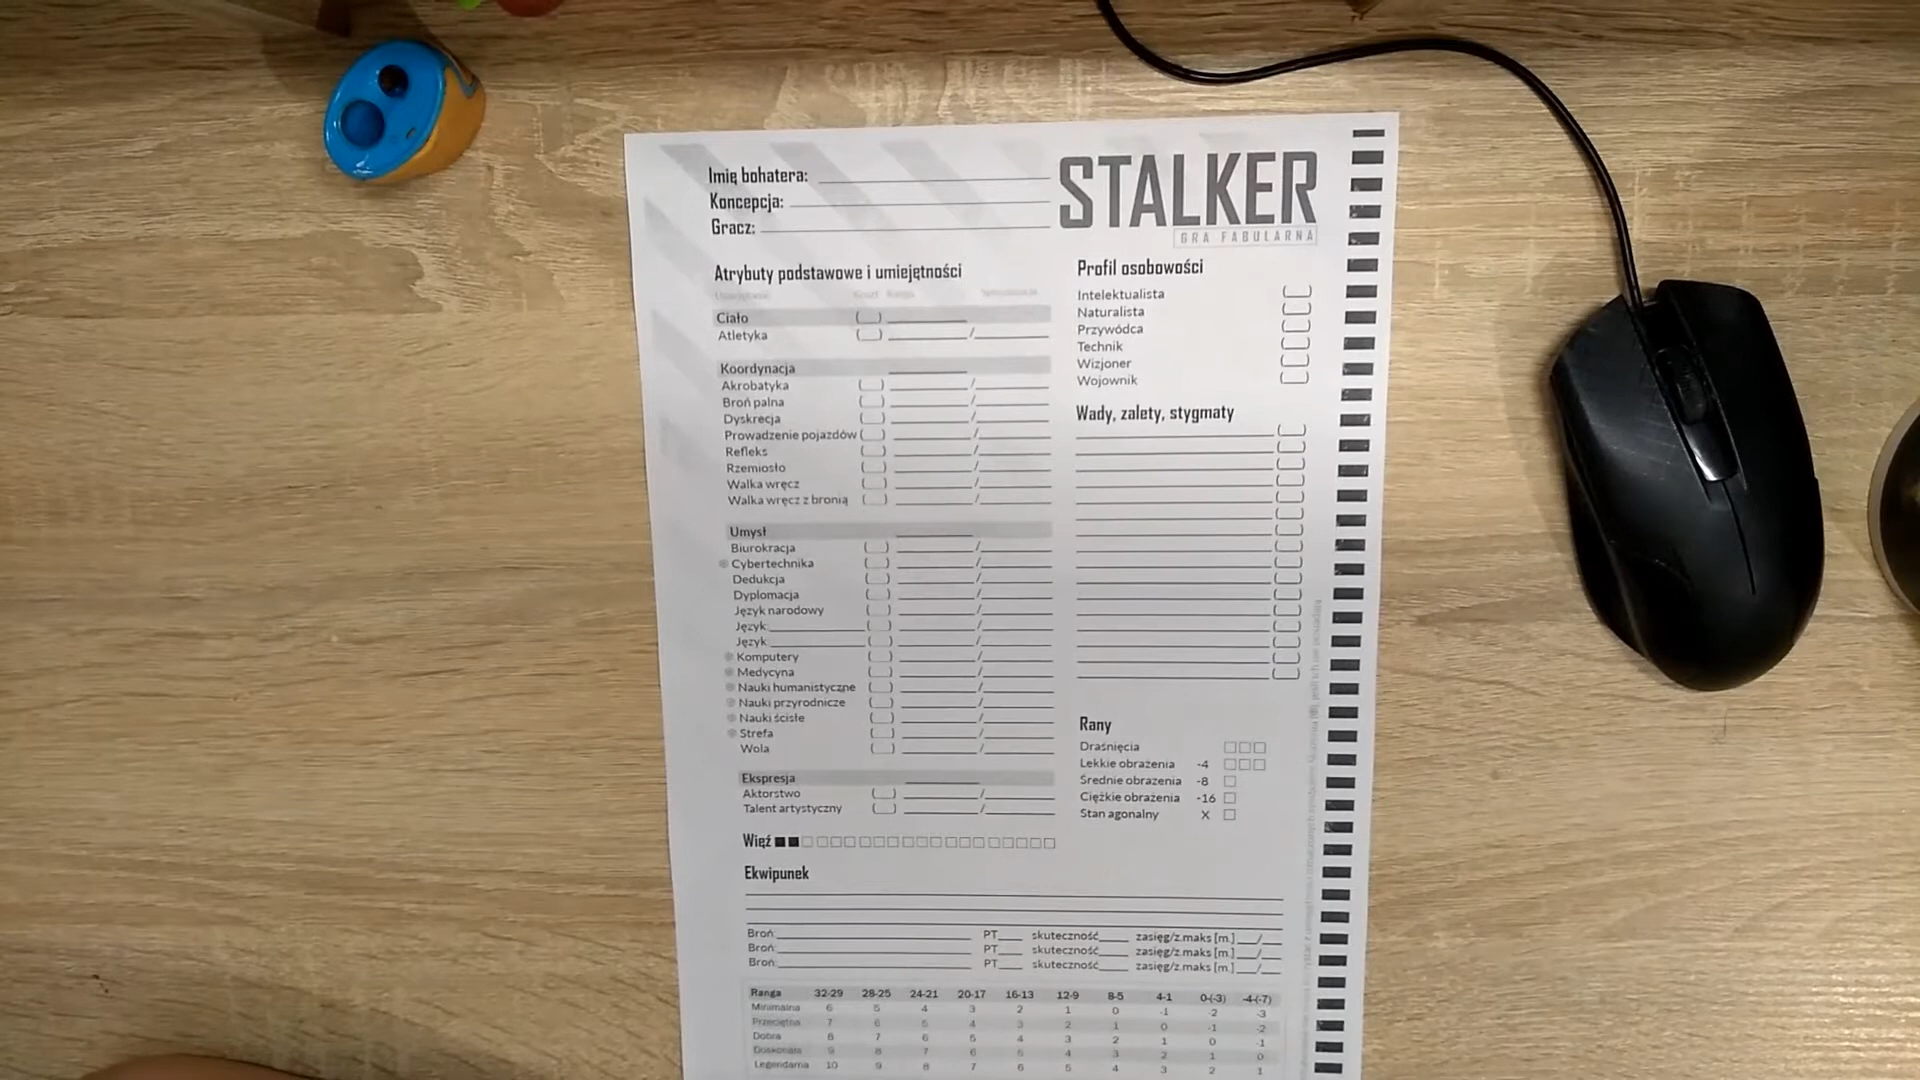 Imię bohatera:
Koncepcja:
Gracz:
STALKER
GRA FABULARNA
Atrybuty podstawowe i umiejętności
Koszt Ranga
Ciało
Atletyka /
Koordynacja
Akrobatyka /
Broń palna /
Dyskrecja /
Prowadzenie pojazdów /
Refleks /
Rzemiosło /
Walka wręcz /
Walka wręcz z bronią /
Umysł
Biurokracja /
Cybertechnika /
Dedukcja /
Dyplomacja /
Język narodowy /
Język: /
Język: /
Komputery /
Medycyna /
Nauki humanistyczne /
Nauki przyrodnicze /
Nauki ścisłe /
Strefa /
Wola /
Ekspresja
Aktorstwo /
Talent artystyczny /
Więź
Profil osobowości
Intelektualista
Naturalista
Przywódca
Technik
Wizjoner
Wojownik
Wady, zalety, stygmaty
Rany
Draśnięcia
Lekkie obrażenia -4
Średnie obrażenia -8
Ciężkie obrażenia -16
Stan agonalny X
Ekwipunek
Broń: PT skuteczność zasięg/z.maks [m.] /
Broń: PT skuteczność zasięg/z.maks [m.] /
Broń: PT skuteczność zasięg/z.maks [m.] /
Ranga 32-29 28-25 24-21 20-17 16-13 12-9 8-5 4-1 0-(-3) -4-(-7)
Minimalna 6 5 4 3 2 1 0 -1 -2 -3
Przeciętna 7 6 5 4 3 2 1 0 -1 -2
Dobra 8 7 6 5 4 3 2 1 0 -1
Doskonała 9 8 7 6 5 4 3 2 1 0
Legendarna 10 9 8 7 6 5 4 3 2 1